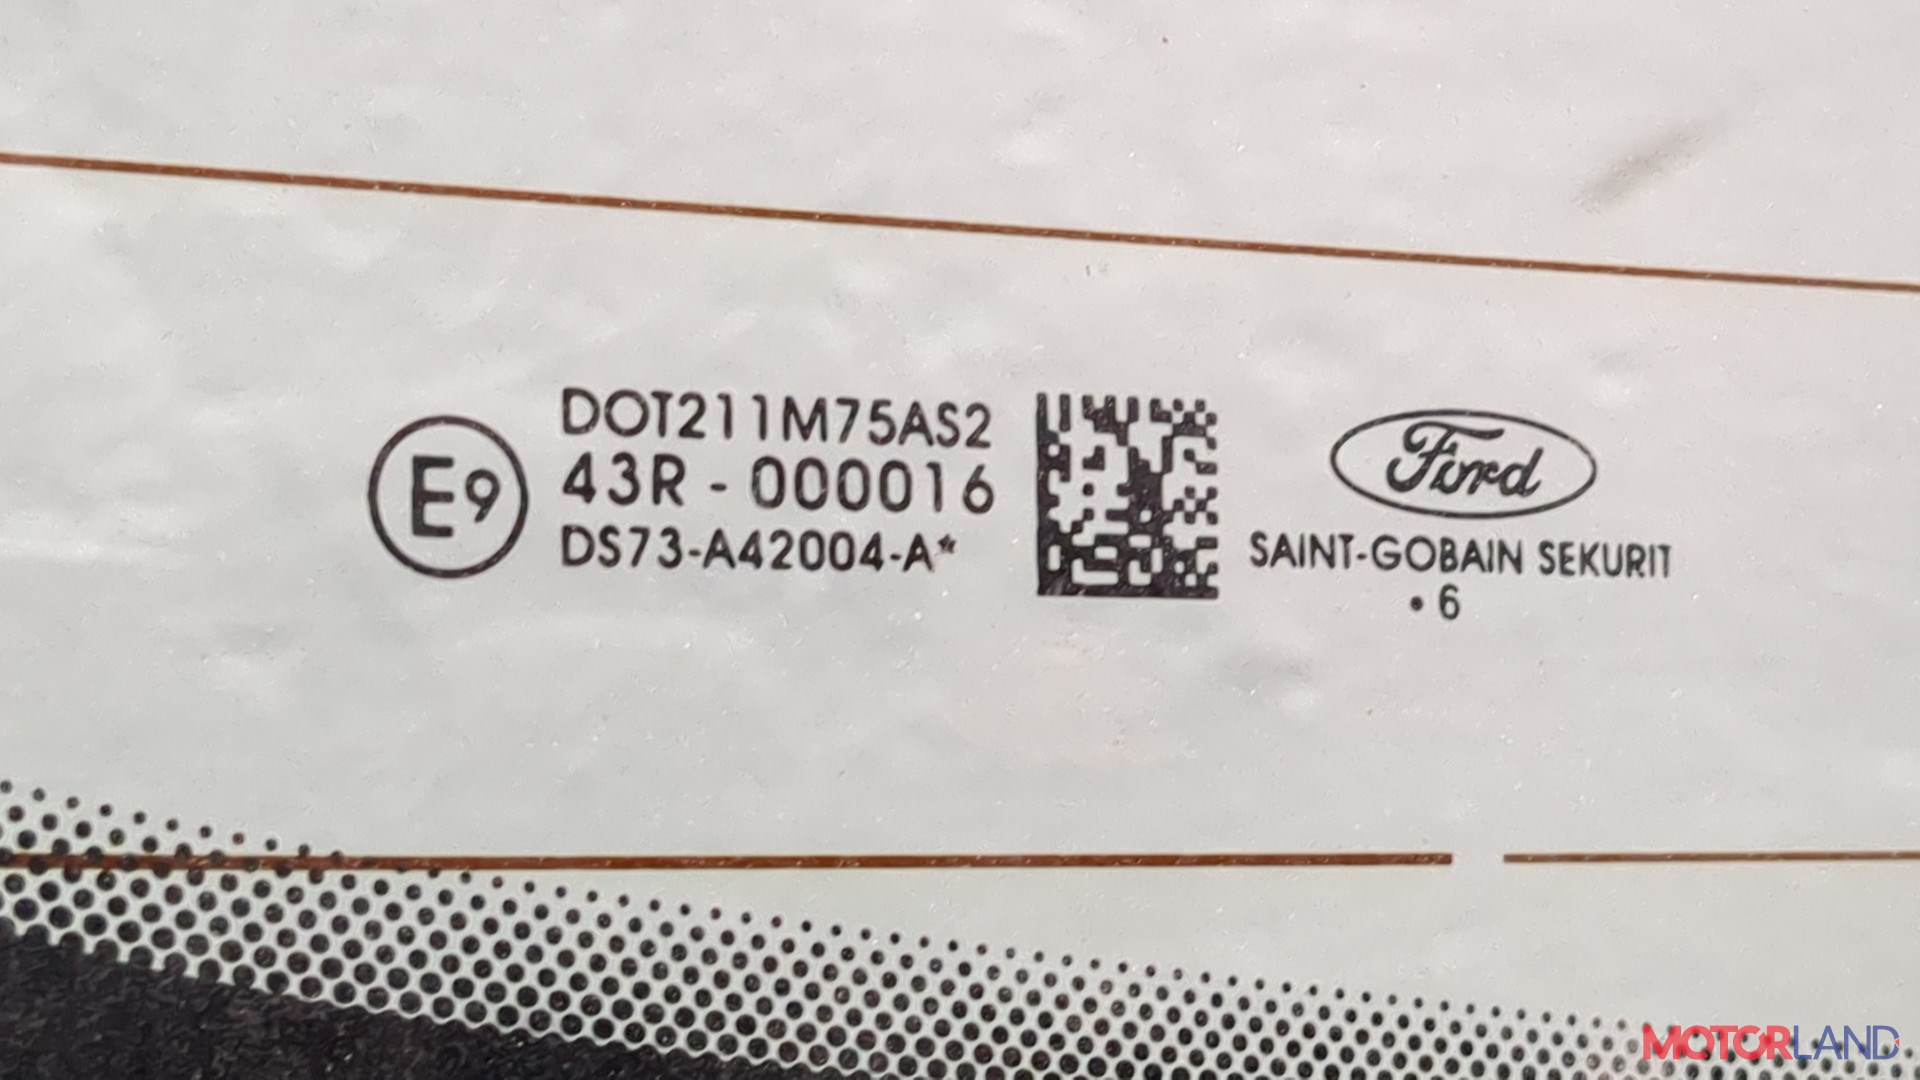 E9
DOT211M75AS2
43R - 000016
DS73-A42004-A*
Ford
SAINT-GOBAIN SEKURIT
• 6
MOTORLAND